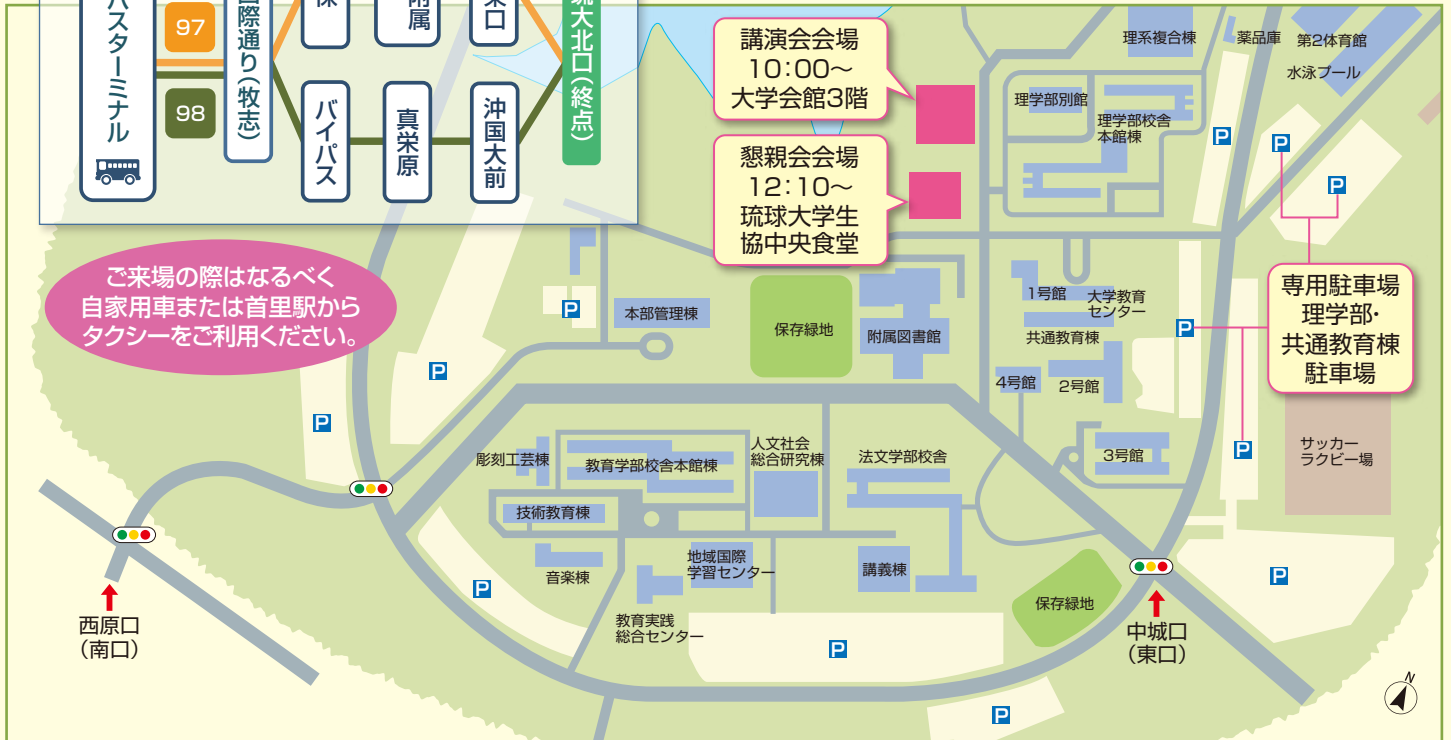 バスターミナル
97
98
国際通り(牧志)
バイパス
附属
真栄原
東口
沖国大前
琉大北口(終点)
講演会会場
10:00〜
大学会館3階
懇親会会場
12:10〜
琉球大学生
協中央食堂
理系複合棟
薬品庫
第2体育館
水泳プール
理学部別館
理学部校舎
本館棟
P
P
P
ご来場の際はなるべく
自家用車または首里駅から
タクシーをご利用ください。
専用駐車場
理学部・
共通教育棟
駐車場
P
本部管理棟
保存緑地
附属図書館
1号館
大学教育
センター
共通教育棟
P
P
4号館
2号館
P
彫刻工芸棟
教育学部校舎本館棟
人文社会
総合研究棟
法文学部校舎
3号館
P
サッカー
ラクビー場
技術教育棟
音楽棟
地域国際
学習センター
講義棟
P
教育実践
総合センター
保存緑地
P
P
P
西原口
(南口)
中城口
(東口)
N